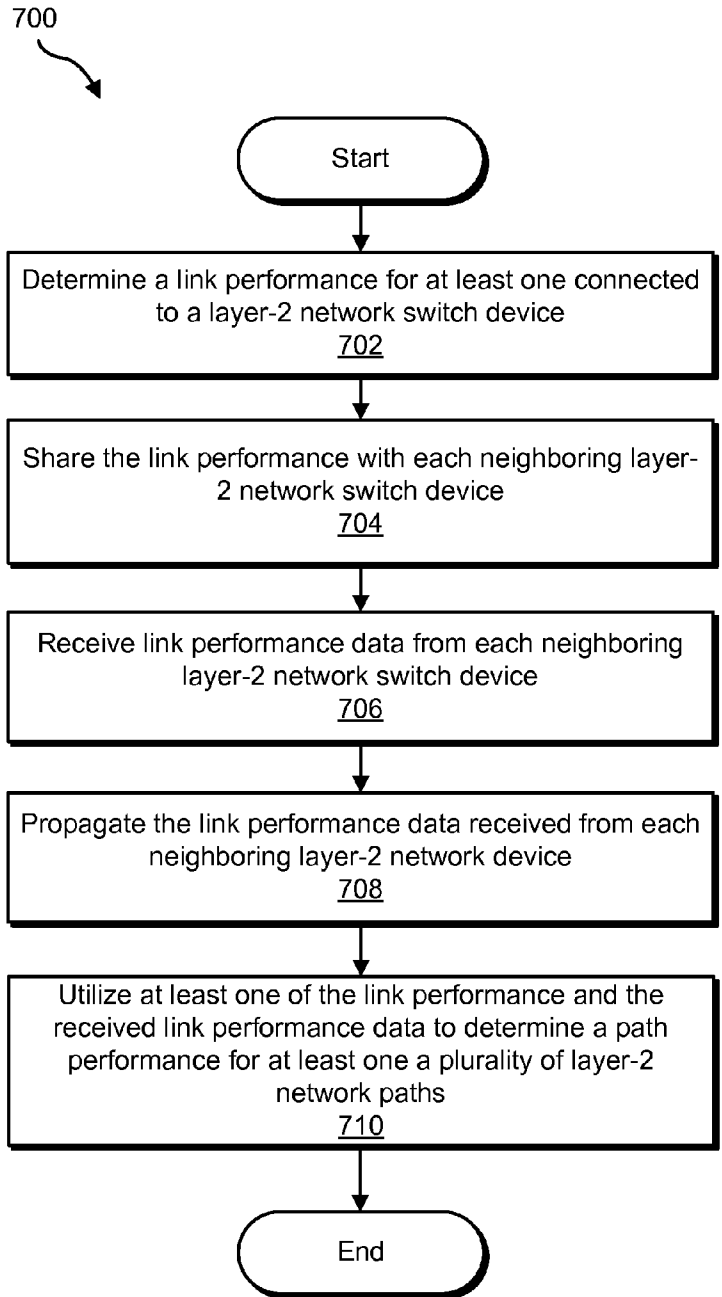 700
Start
Determine a link performance for at least one connected
to a layer-2 network switch device
702
Share the link performance with each neighboring layer-
2 network switch device
704
Receive link performance data from each neighboring
layer-2 network switch device
706
Propagate the link performance data received from each
neighboring layer-2 network device
708
Utilize at least one of the link performance and the
received link performance data to determine a path
performance for at least one a plurality of layer-2
network paths
710
End